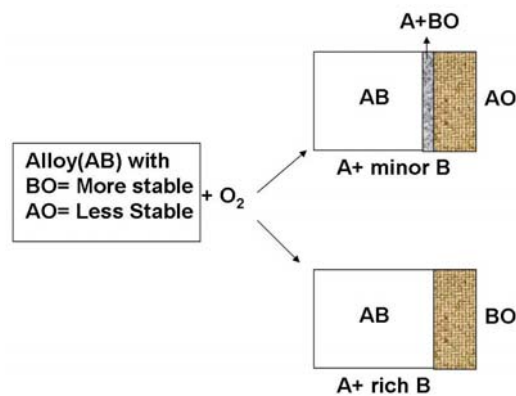 A+BO
AB
AO
A+ minor B
Alloy(AB) with
BO= More stable
AO= Less Stable
+ O₂
AB
BO
A+ rich B